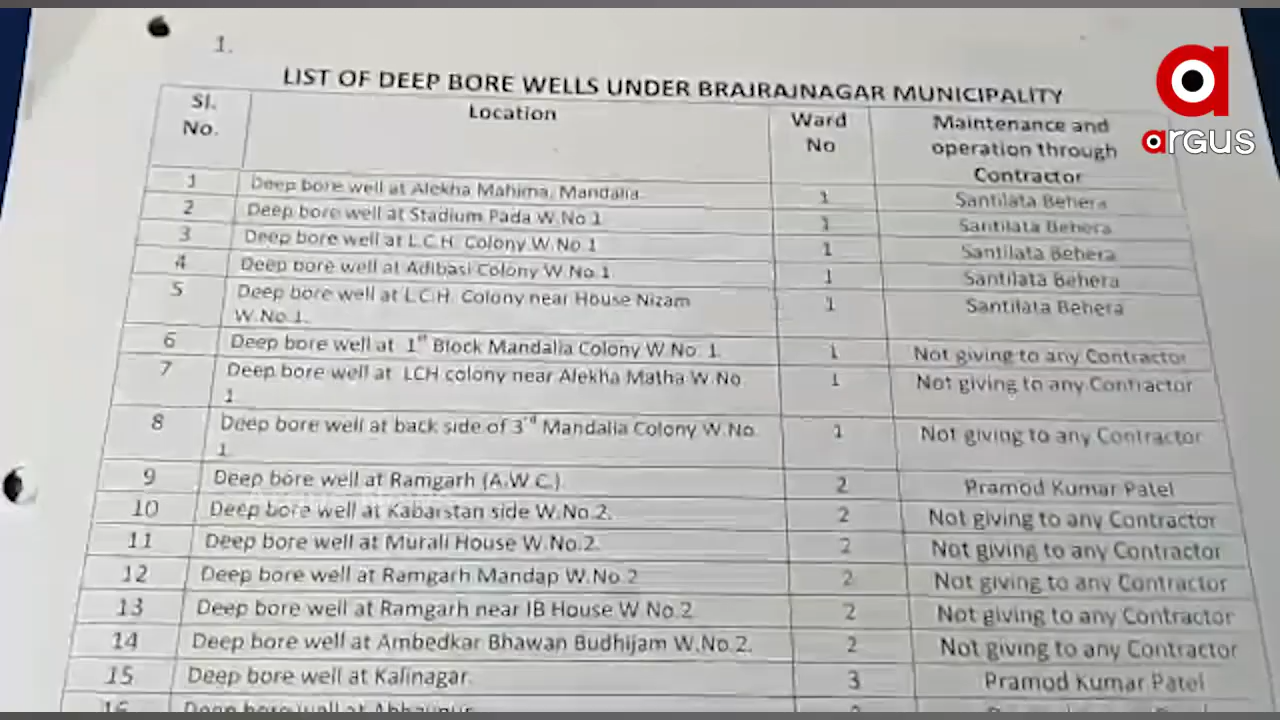 1.
LIST OF DEEP BORE WELLS UNDER BRAJRAJNAGAR MUNICIPALITY
Sl. No. Location Ward No Maintenance and operation through Contractor
1 Deep bore well at Alekha Mahima, Mandalia. 1 Santilata Behera
2 Deep bore well at Stadium Pada W.No.1 1 Santilata Behera
3 Deep bore well at L.C.H. Colony W.No.1 1 Santilata Behera
4 Deep bore well at Adibasi Colony W.No.1 1 Santilata Behera
5 Deep bore well at L.C.H. Colony near House Nizam W.No.1. 1 Santilata Behera
6 Deep bore well at 1st Block Mandalia Colony W.No. 1. 1 Not giving to any Contractor
7 Deep bore well at LCH colony near Alekha Matha W.No. 1 1 Not giving to any Contractor
8 Deep bore well at back side of 3rd Mandalia Colony W.No. 1. 1 Not giving to any Contractor
9 Deep bore well at Ramgarh (A.W.C.). 2 Pramod Kumar Patel
10 Deep bore well at Kabarstan side W.No.2. 2 Not giving to any Contractor
11 Deep bore well at Murali House W.No.2. 2 Not giving to any Contractor
12 Deep bore well at Ramgarh Mandap W.No.2 2 Not giving to any Contractor
13 Deep bore well at Ramgarh near IB House W.No.2. 2 Not giving to any Contractor
14 Deep bore well at Ambedkar Bhawan Budhijam W.No.2. 2 Not giving to any Contractor
15 Deep bore well at Kalinagar. 3 Pramod Kumar Patel
16 Deep bore well at
argus